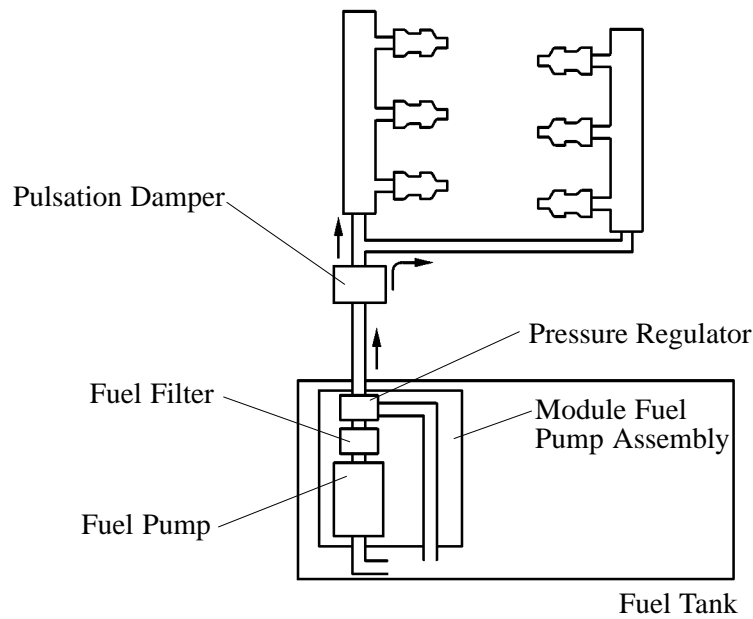 Pulsation Damper
Pressure Regulator
Fuel Filter
Module Fuel
Pump Assembly
Fuel Pump
Fuel Tank